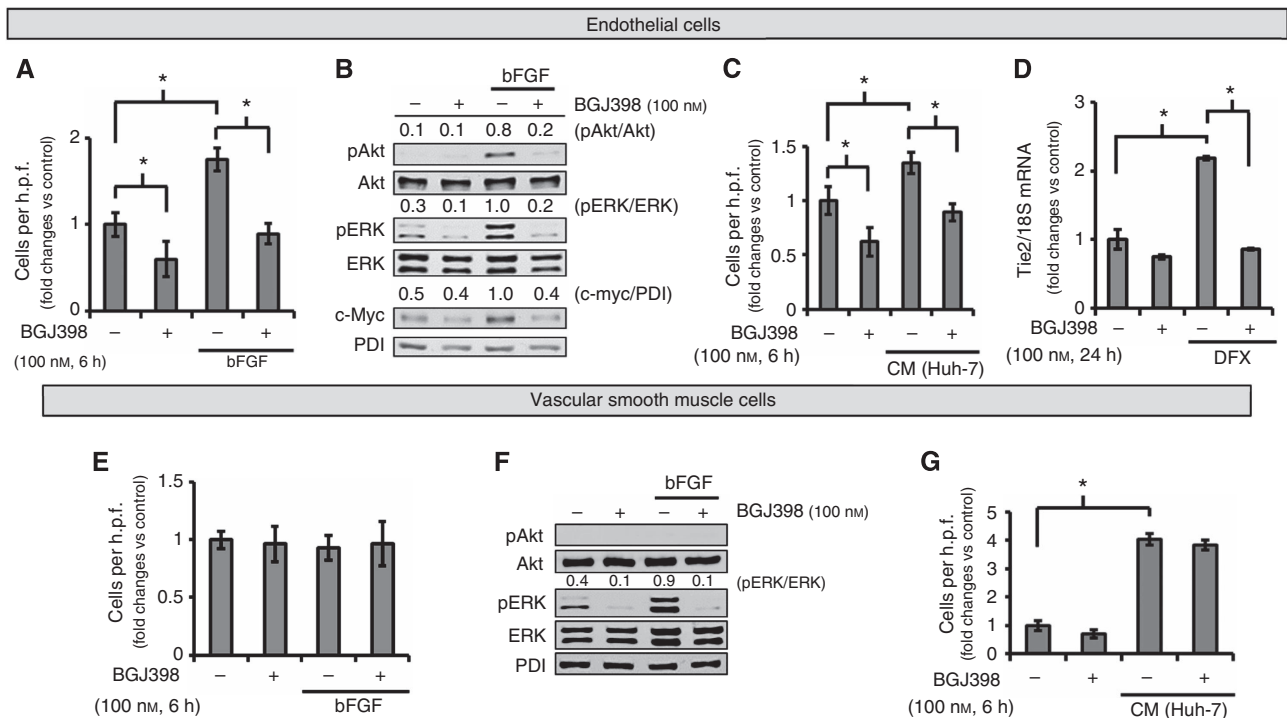 Endothelial cells
A
Cells per h.p.f.
(fold changes vs control)
2
1
0
*
*
*
BGJ398
– + – +
(100 nM, 6 h)
bFGF
B
bFGF
– + – +
BGJ398 (100 nM)
0.1 0.1 0.8 0.2 (pAkt/Akt)
pAkt
Akt
0.3 0.1 1.0 0.2 (pERK/ERK)
pERK
ERK
0.5 0.4 1.0 0.4 (c-myc/PDI)
c-Myc
PDI
C
Cells per h.p.f.
(fold changes vs control)
1.5
1
0.5
0
*
*
*
BGJ398
– + – +
(100 nM, 6 h)
CM (Huh-7)
D
Tie2/18S mRNA
(fold changes vs control)
3
2
1
0
*
*
BGJ398
– + – +
(100 nM, 24 h)
DFX
Vascular smooth muscle cells
E
Cells per h.p.f.
(fold changes vs control)
1.5
1
0.5
0
BGJ398
– + – +
(100 nM, 6 h)
bFGF
F
bFGF
– + – +
BGJ398 (100 nM)
pAkt
Akt
0.4 0.1 0.9 0.1 (pERK/ERK)
pERK
ERK
PDI
G
Cells per h.p.f.
(fold changes vs control)
5
4
3
2
1
0
*
BGJ398
– + – +
(100 nM, 6 h)
CM (Huh-7)